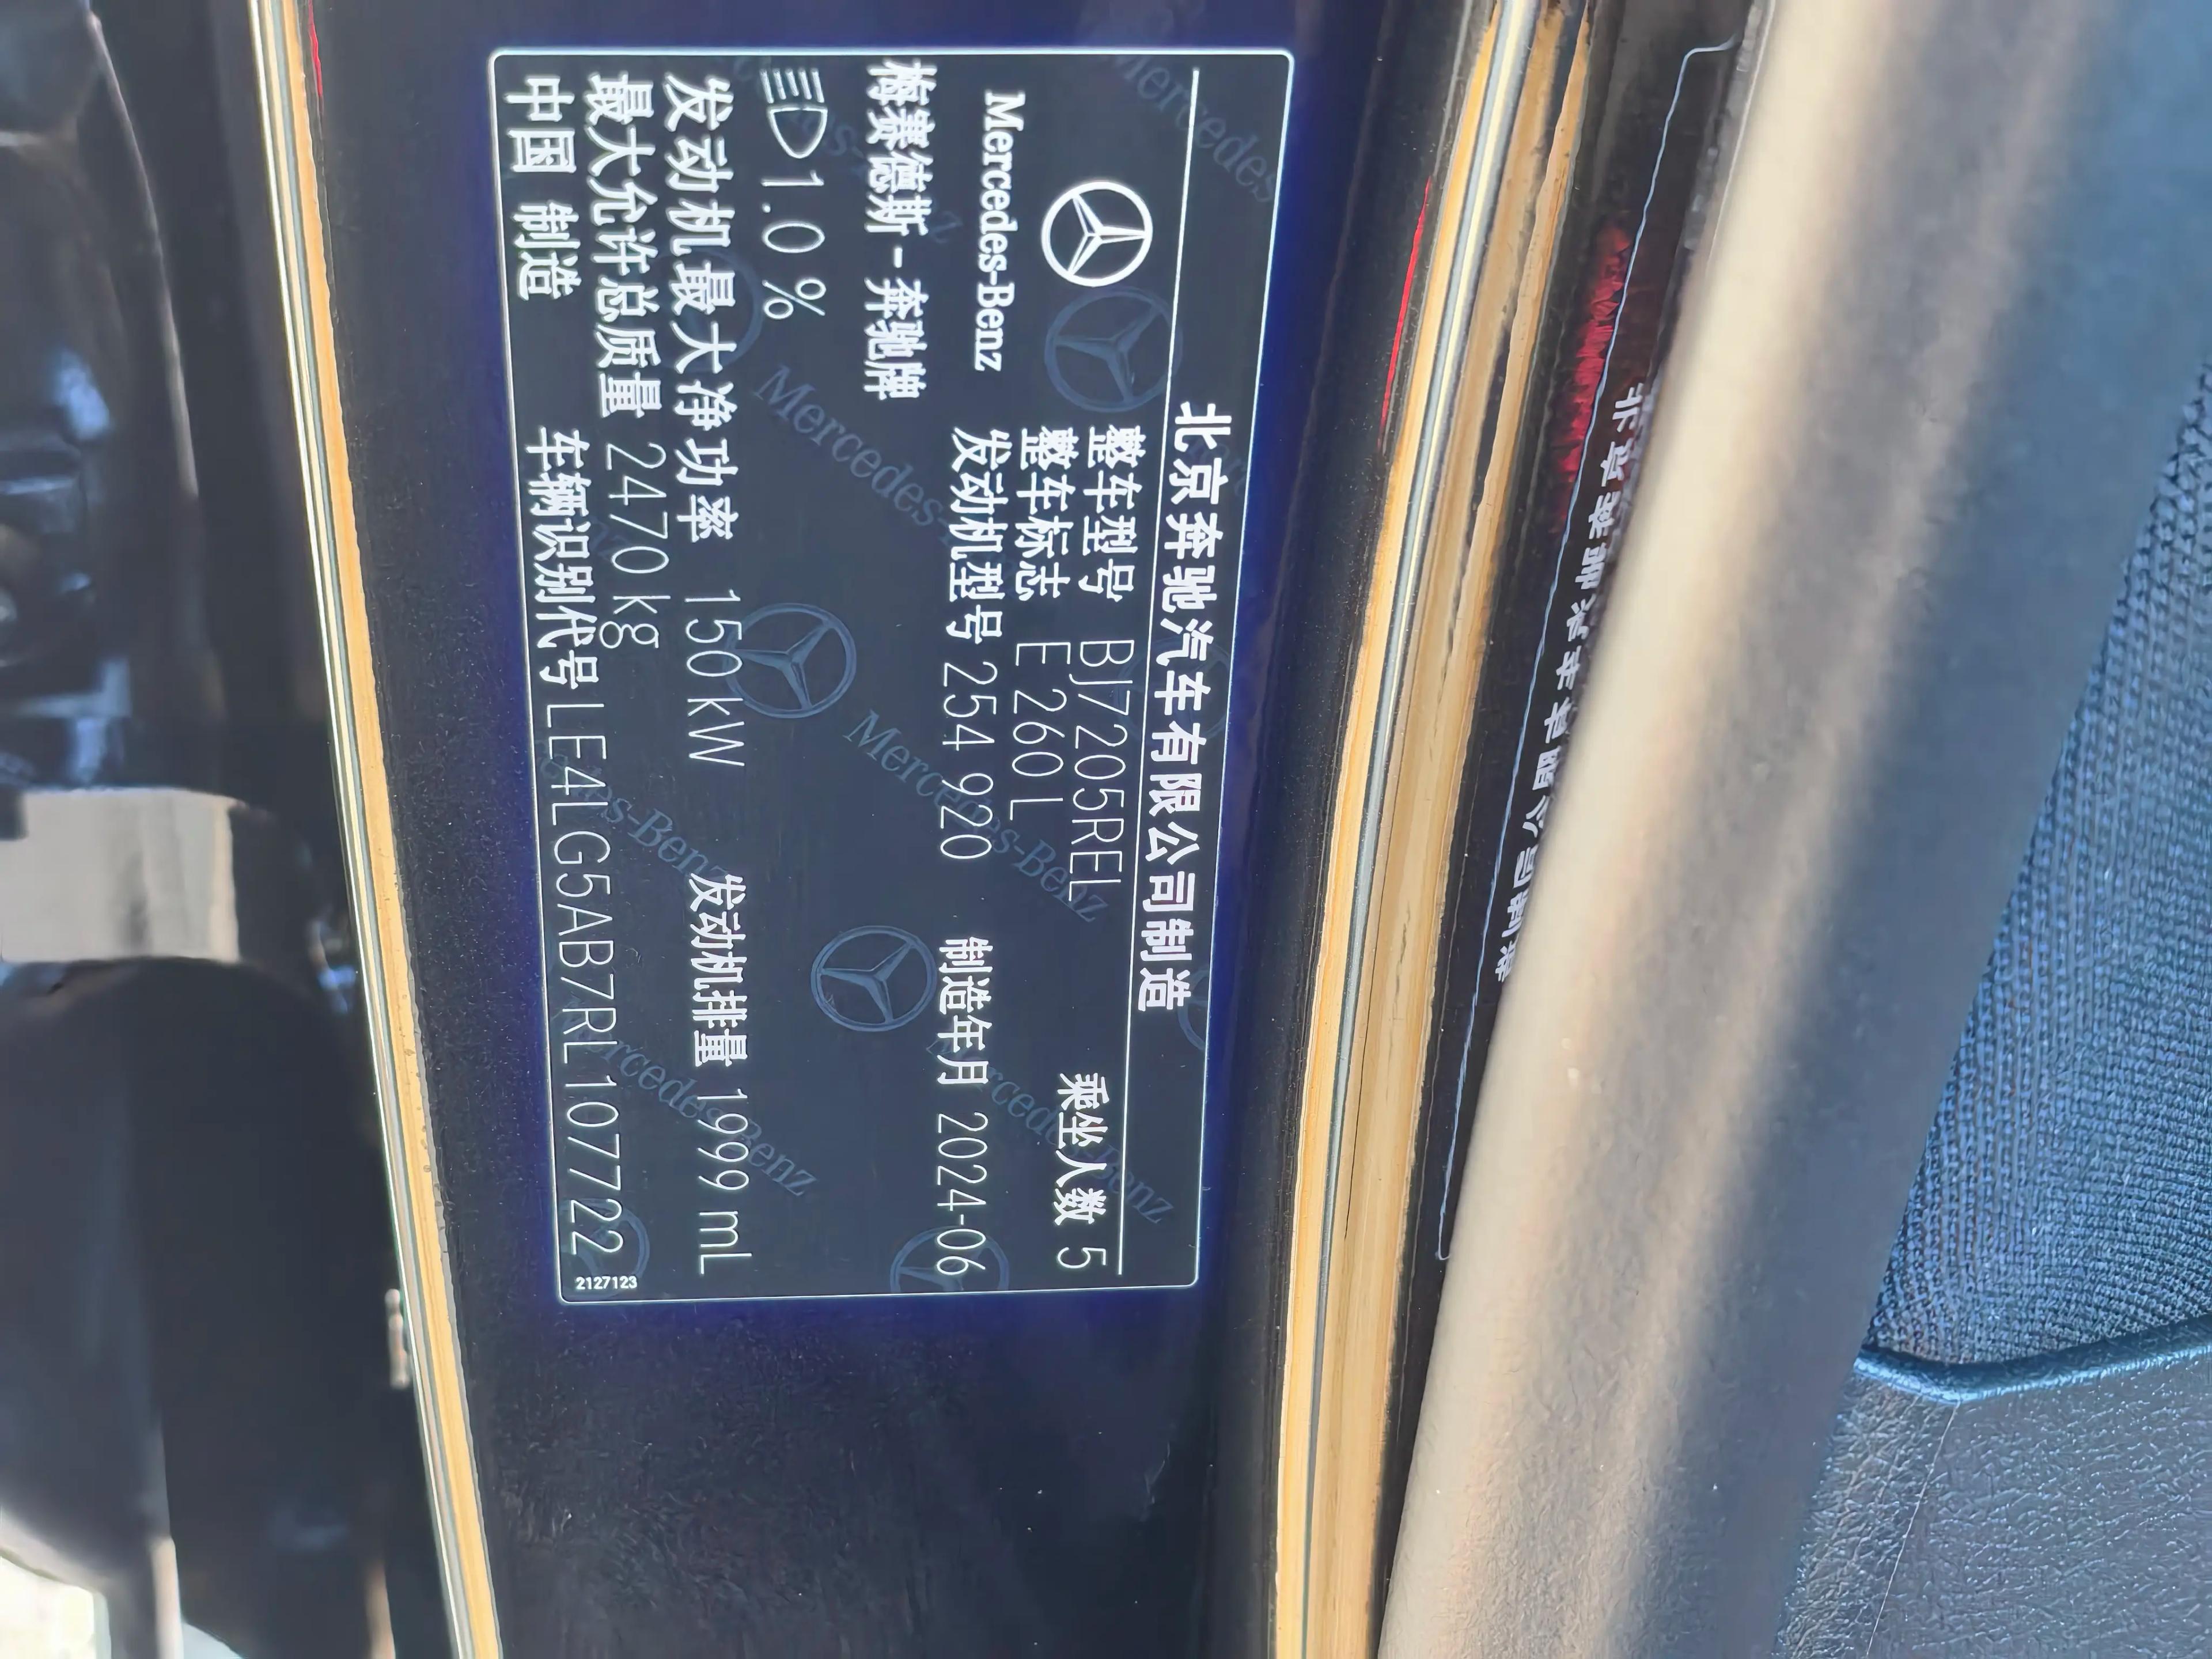 北京奔驰汽车有限公司制造
Mercedes-Benz
整车型号 BJ7205REL 乘坐人数 5
整车标志 E 260 L
发动机型号 254 920 制造年月 2024-06
梅赛德斯-奔驰牌
1.0 %
发动机最大净功率 150 kW 发动机排量 1999 mL
最大允许总质量 2470 kg
中国 制造 车辆识别代号 LE4LG5AB7RL107722
2127123